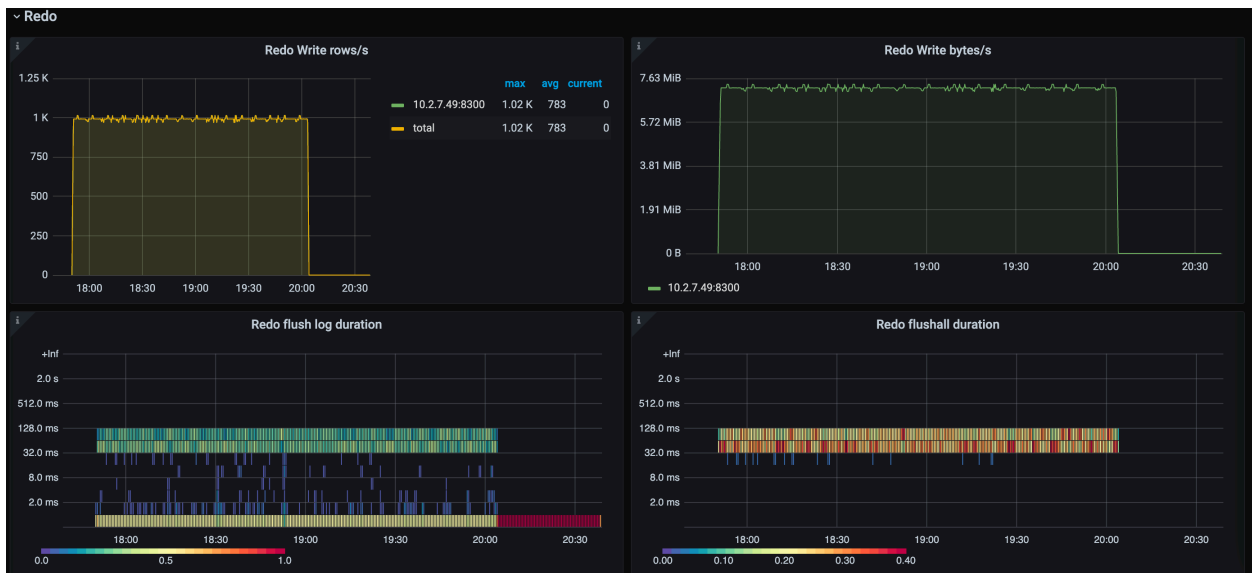 Redo
Redo Write rows/s
1.25 K
1 K
750
500
250
0
18:00 18:30 19:00 19:30 20:00 20:30
max avg current
10.2.7.49:8300 1.02 K 783 0
total 1.02 K 783 0
Redo Write bytes/s
7.63 MiB
5.72 MiB
3.81 MiB
1.91 MiB
0 B
18:00 18:30 19:00 19:30 20:00 20:30
10.2.7.49:8300
Redo flush log duration
+Inf
2.0 s
512.0 ms
128.0 ms
32.0 ms
8.0 ms
2.0 ms
18:00 18:30 19:00 19:30 20:00 20:30
0.0 0.5 1.0
Redo flushall duration
+Inf
2.0 s
512.0 ms
128.0 ms
32.0 ms
8.0 ms
2.0 ms
18:00 18:30 19:00 19:30 20:00 20:30
0.00 0.10 0.20 0.30 0.40